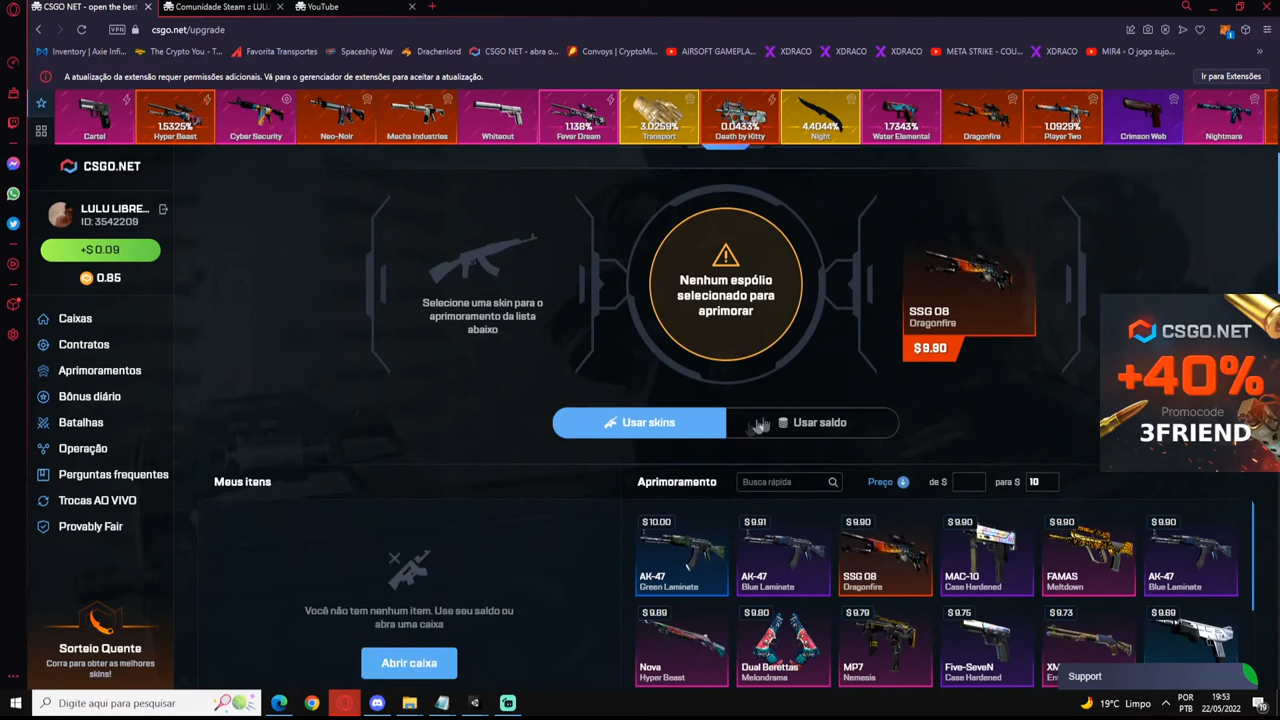 CSGO NET - open the best
Comunidade Steam :: LULU
YouTube
VPN
csgo.net/upgrade
Inventory | Axie Infi...
The Crypto You - T...
Favorita Transportes
Spaceship War
Drachenlord
CSGO NET - abra o...
Convoys | CryptoMi...
AIRSOFT GAMEPLA...
XDRACO
XDRACO
XDRACO
META STRIKE - COU...
XDRACO
MIR4 - O jogo sujo...
A atualização da extensão requer permissões adicionais. Vá para o gerenciador de extensões para aceitar a atualização.
Ir para Extensões
Cartel
1.5325%
Hyper Beast
Cyber Security
Neo-Noir
Mecha Industries
Whiteout
1.138%
Fever Dream
3.0259%
Transport
0.0433%
Death by Kitty
4.4044%
Night
1.7343%
Water Elemental
Dragonfire
1.0929%
Player Two
Crimson Web
Nightmare
CSGO.NET
LULU LIBRE...
ID: 3542209
+$ 0.09
0.85
Caixas
Contratos
Aprimoramentos
Bônus diário
Batalhas
Operação
Perguntas frequentes
Trocas AO VIVO
Provably Fair
Sorteio Quente
Corra para obter as melhores
skins!
Selecione uma skin para o
aprimoramento da lista
abaixo
Nenhum espólio
selecionado para
aprimorar
SSG 08
Dragonfire
$ 9.90
CSGO.NET
+40%
Promocode
3FRIEND
Usar skins
Usar saldo
Meus itens
Você não tem nenhum item. Use seu saldo ou
abra uma caixa
Abrir caixa
Aprimoramento
Busca rápida
Preço
de $
para $
10
$ 10.00
AK-47
Green Laminate
$ 9.91
AK-47
Blue Laminate
$ 9.90
SSG 08
Dragonfire
$ 9.90
MAC-10
Case Hardened
$ 9.90
FAMAS
Meltdown
$ 9.90
AK-47
Blue Laminate
$ 9.89
Nova
Hyper Beast
$ 9.80
Dual Berettas
Melondrama
$ 9.79
MP7
Nemesis
$ 9.75
Five-SeveN
Case Hardened
$ 9.73
$ 9.69
Support
Digite aqui para pesquisar
19°C Limpo
POR
PTB
19:53
22/05/2022